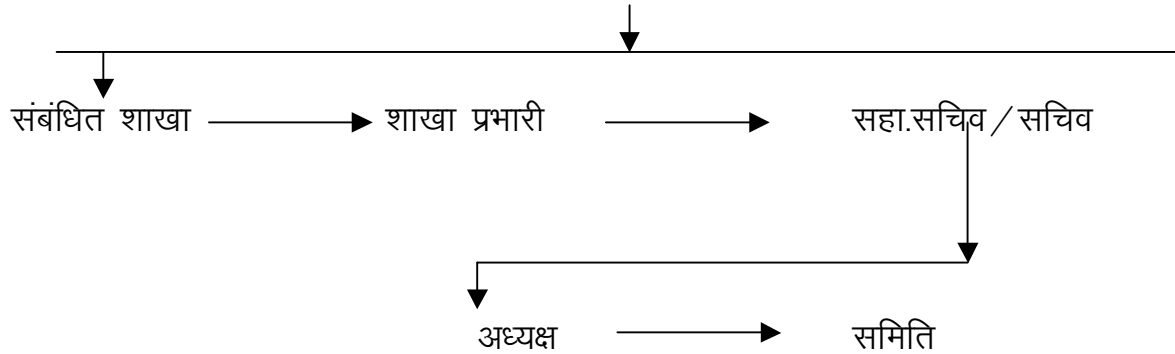 संबंधित शाखा शाखा प्रभारी सहा.सचिव / सचिव
अध्यक्ष समिति